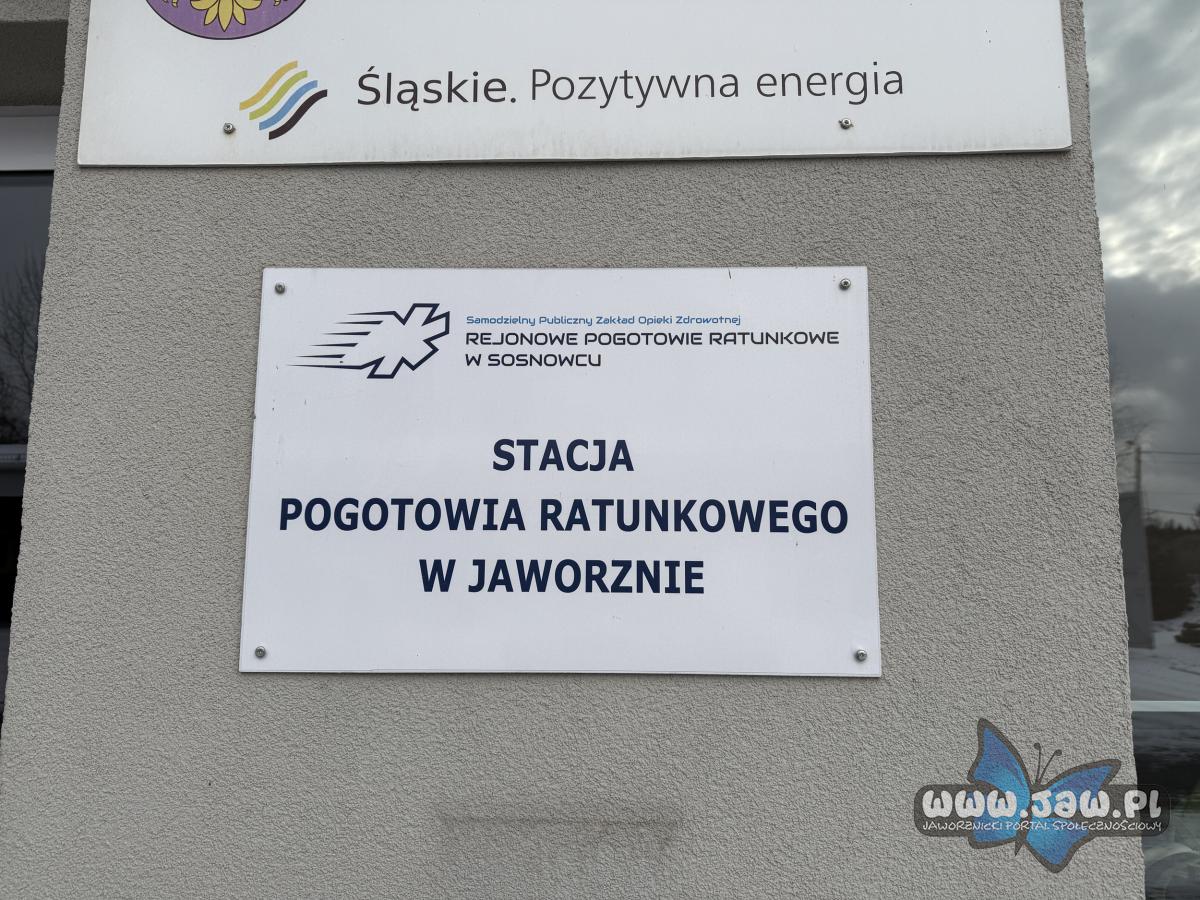 Śląskie. Pozytywna energia
Samodzielny Publiczny Zakład Opieki Zdrowotnej
REJONOWE POGOTOWIE RATUNKOWE
W SOSNOWCU
STACJA
POGOTOWIA RATUNKOWEGO
W JAWORZNIE
www.jaw.pl
JAWORZNICKI PORTAL SPOŁECZNOŚCIOWY